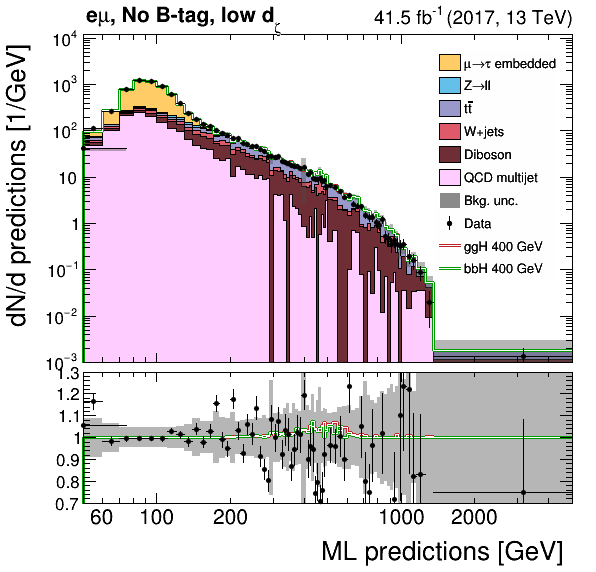 eμ, No B-tag, low dζ
41.5 fb⁻¹ (2017, 13 TeV)
dN/d predictions [1/GeV]
10⁴
10³
10²
10
1
10⁻¹
10⁻²
10⁻³
μ→τ embedded
Z→ll
tt̅
W+jets
Diboson
QCD multijet
Bkg. unc.
Data
ggH 400 GeV
bbH 400 GeV
1.3
1.2
1.1
1
0.9
0.8
0.7
60 100 200 1000 2000
ML predictions [GeV]